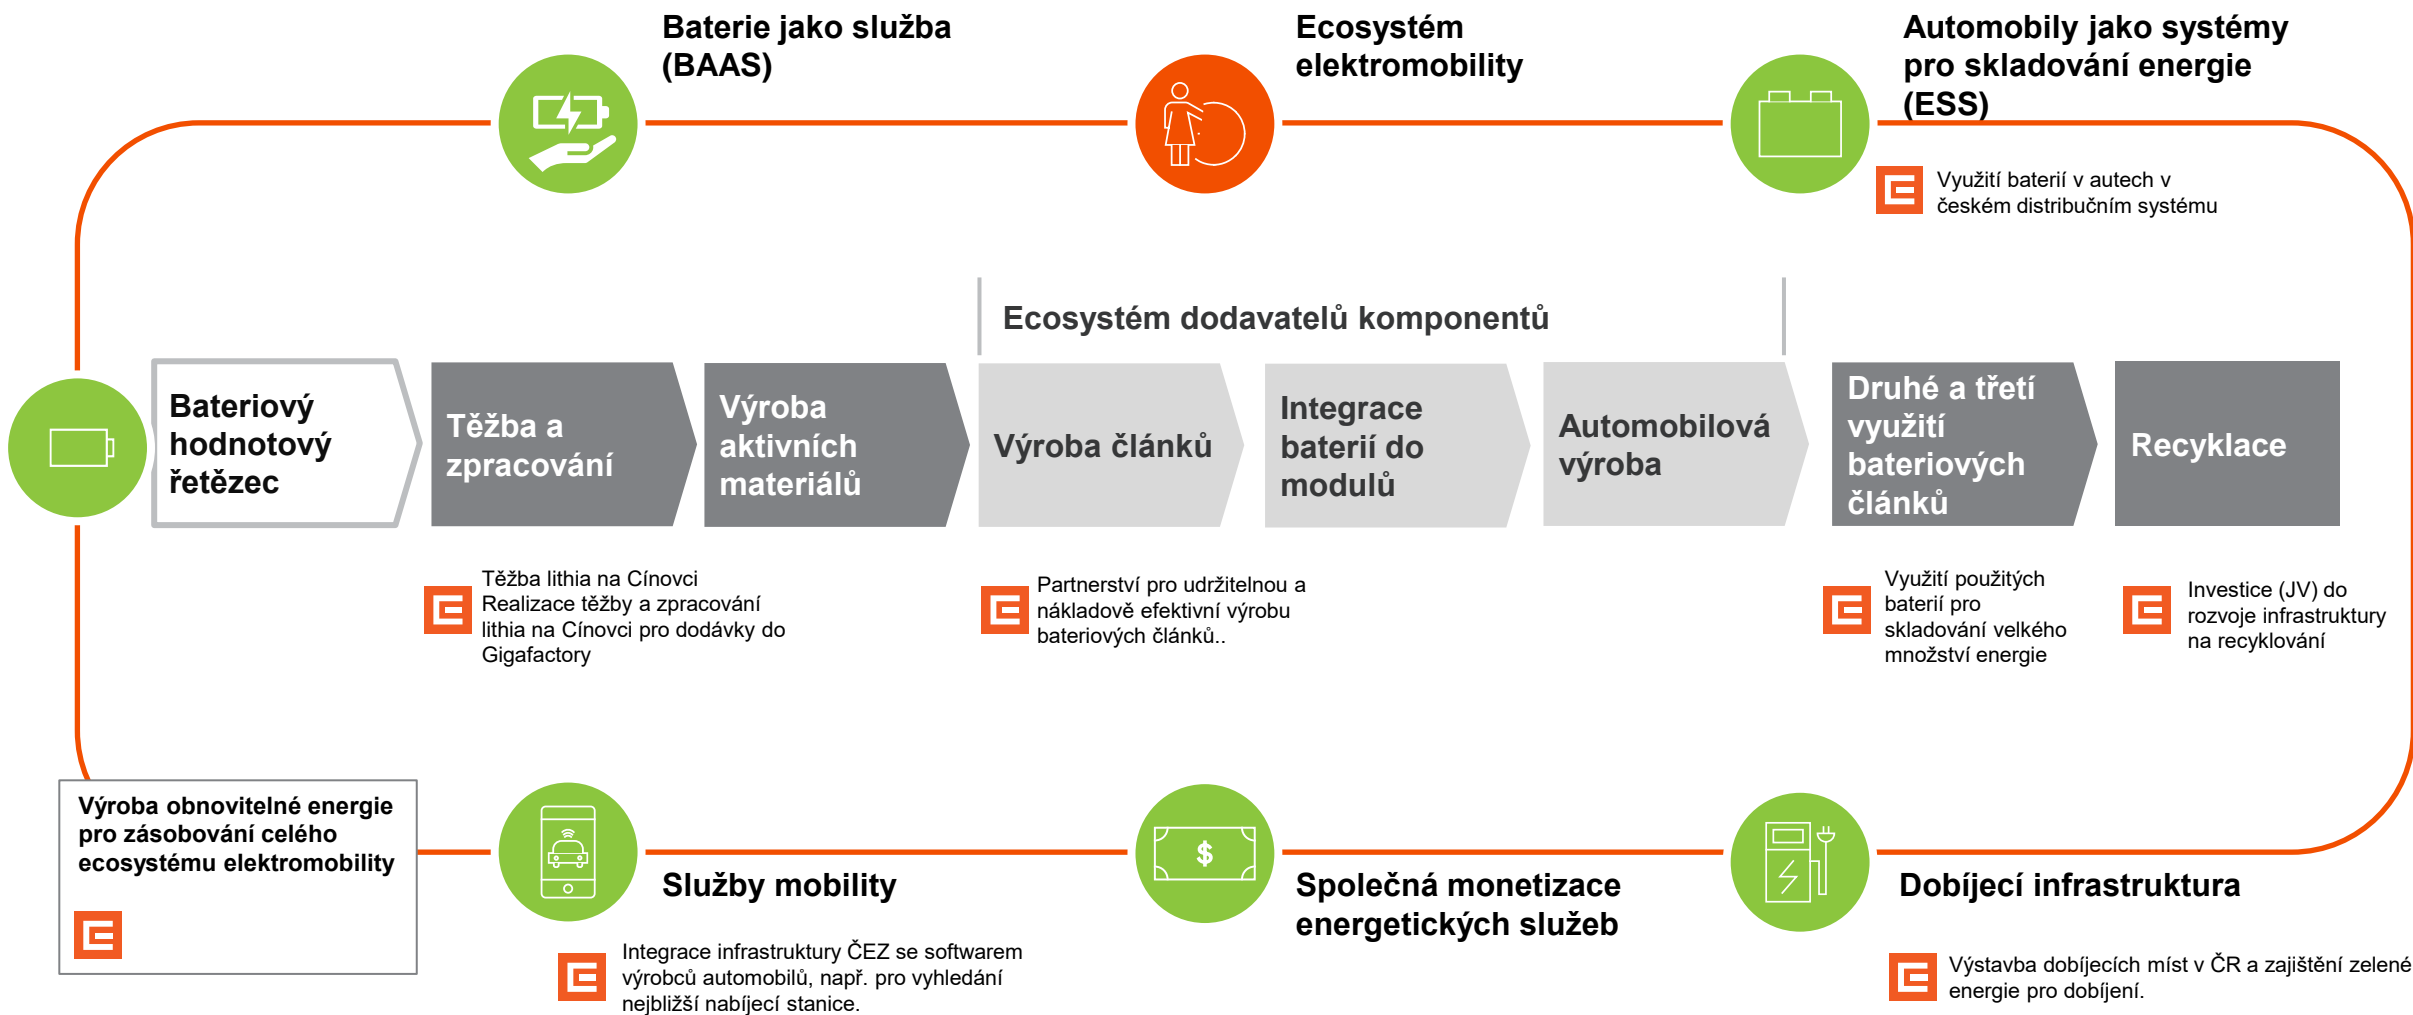 Baterie jako služba
(BAAS)
Ecosystém
elektromobility
Automobily jako systémy
pro skladování energie
(ESS)
Využití baterií v autech v
českém distribučním systému
Ecosystém dodavatelů komponentů
Bateriový
hodnotový
řetězec
Těžba a
zpracování
Výroba
aktivních
materiálů
Výroba článků
Integrace
baterií do
modulů
Automobilová
výroba
Druhé a třetí
využití
bateriových
článků
Recyklace
Těžba lithia na Cínovci
Realizace těžby a zpracování
lithia na Cínovci pro dodávky do
Gigafactory
Partnerství pro udržitelnou a
nákladově efektivní výrobu
bateriových článků..
Využití použitých
baterií pro
skladování velkého
množství energie
Investice (JV) do
rozvoje infrastruktury
na recyklování
Výroba obnovitelné energie
pro zásobování celého
ecosystému elektromobility
$
Služby mobility
Společná monetizace
energetických služeb
Dobíjecí infrastruktura
Integrace infrastruktury ČEZ se softwarem
výrobců automobilů, např. pro vyhledání
nejbližší nabíjecí stanice.
Výstavba dobíjecích míst v ČR a zajištění zelené
energie pro dobíjení.